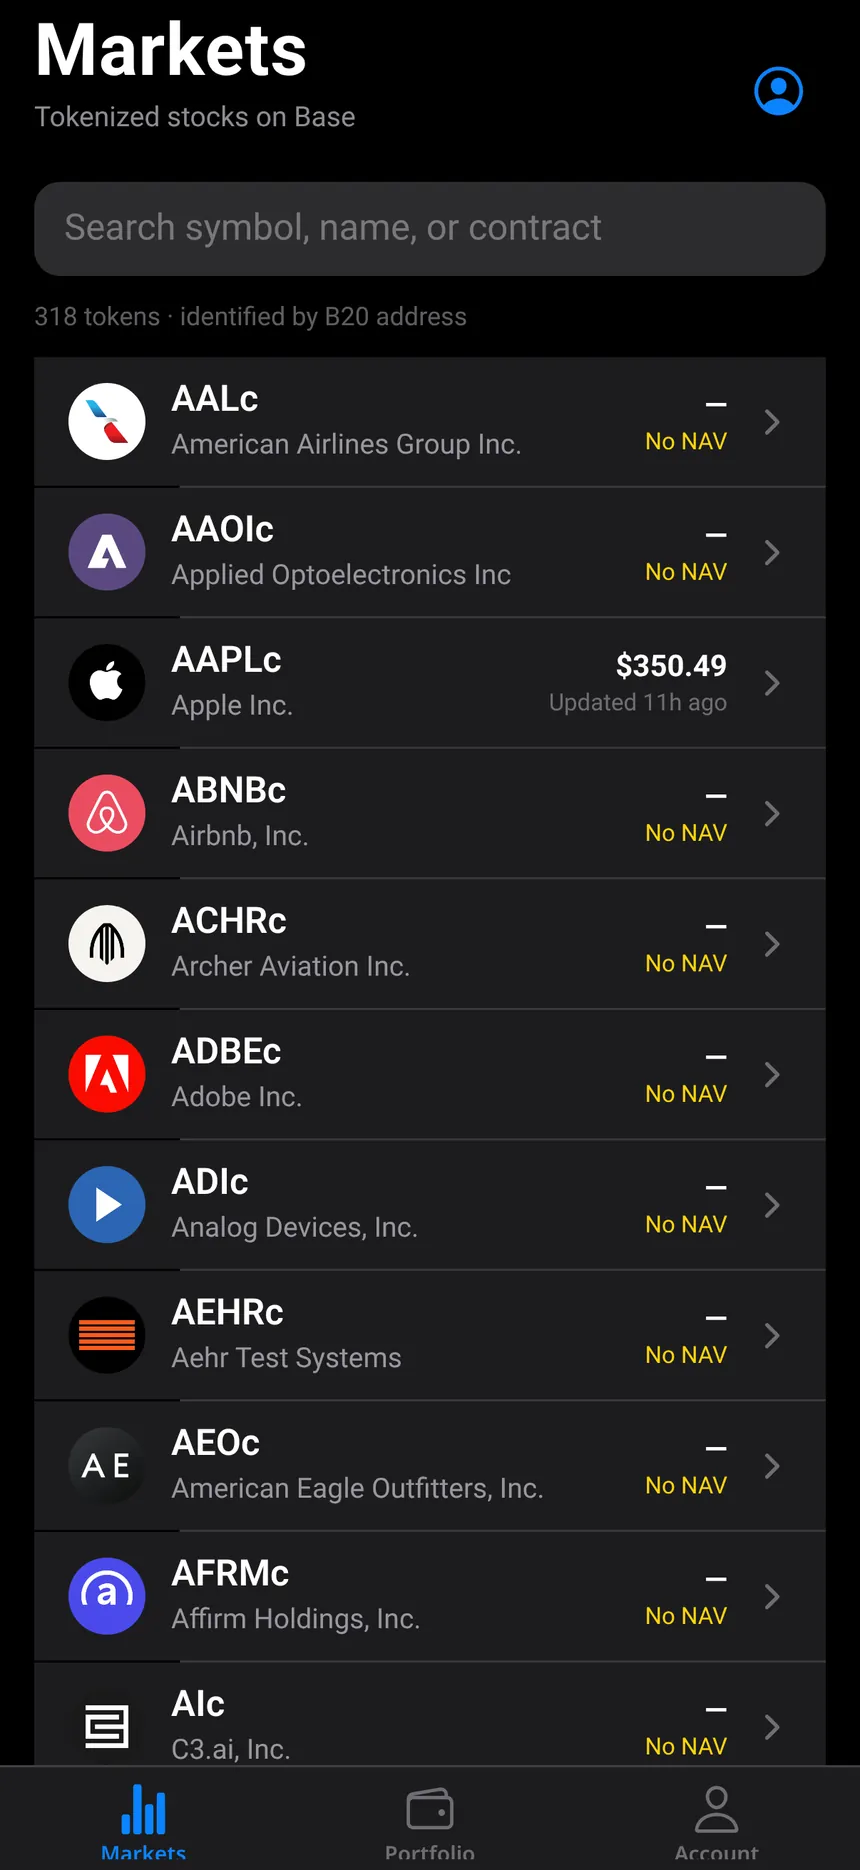 Markets
Tokenized stocks on Base
Search symbol, name, or contract
318 tokens · identified by B20 address
AALc
American Airlines Group Inc.
—
No NAV
AAOIc
Applied Optoelectronics Inc
—
No NAV
AAPLc
Apple Inc.
$350.49
Updated 11h ago
ABNBc
Airbnb, Inc.
—
No NAV
ACHRc
Archer Aviation Inc.
—
No NAV
ADBEc
Adobe Inc.
—
No NAV
ADIc
Analog Devices, Inc.
—
No NAV
AEHRc
Aehr Test Systems
—
No NAV
A E
AEOc
American Eagle Outfitters, Inc.
—
No NAV
a
AFRMc
Affirm Holdings, Inc.
—
No NAV
AIc
C3.ai, Inc.
—
No NAV
Markets
Portfolio
Account